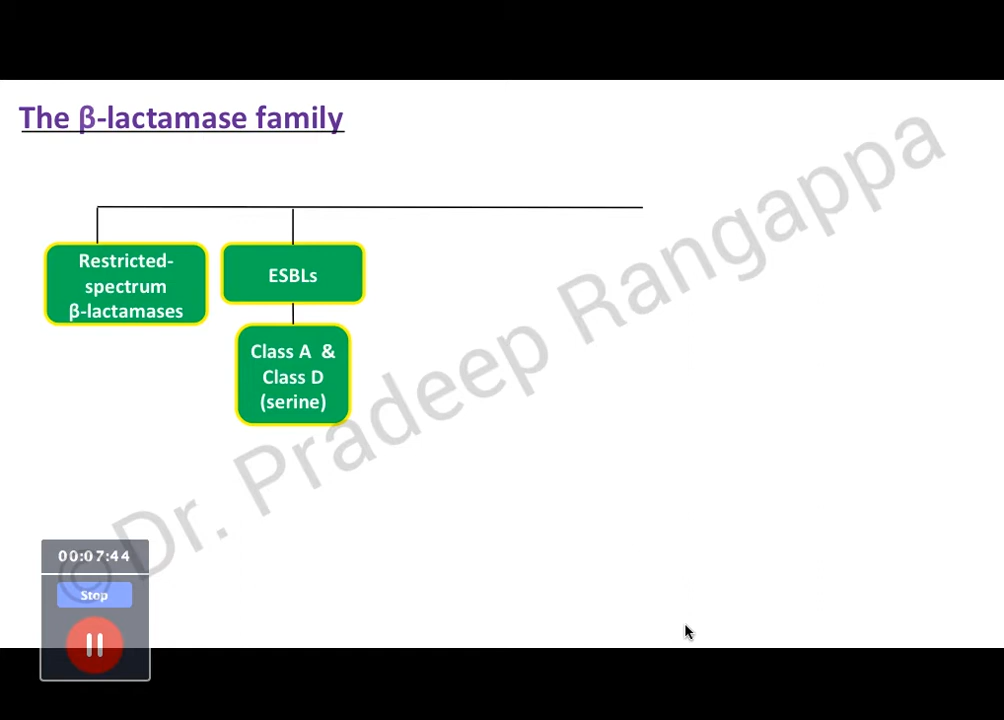 The β-lactamase family
Restricted-
spectrum
β-lactamases
ESBLs
Class A &
Class D
(serine)
© Dr. Pradeep Rangappa
00:07:44
Stop